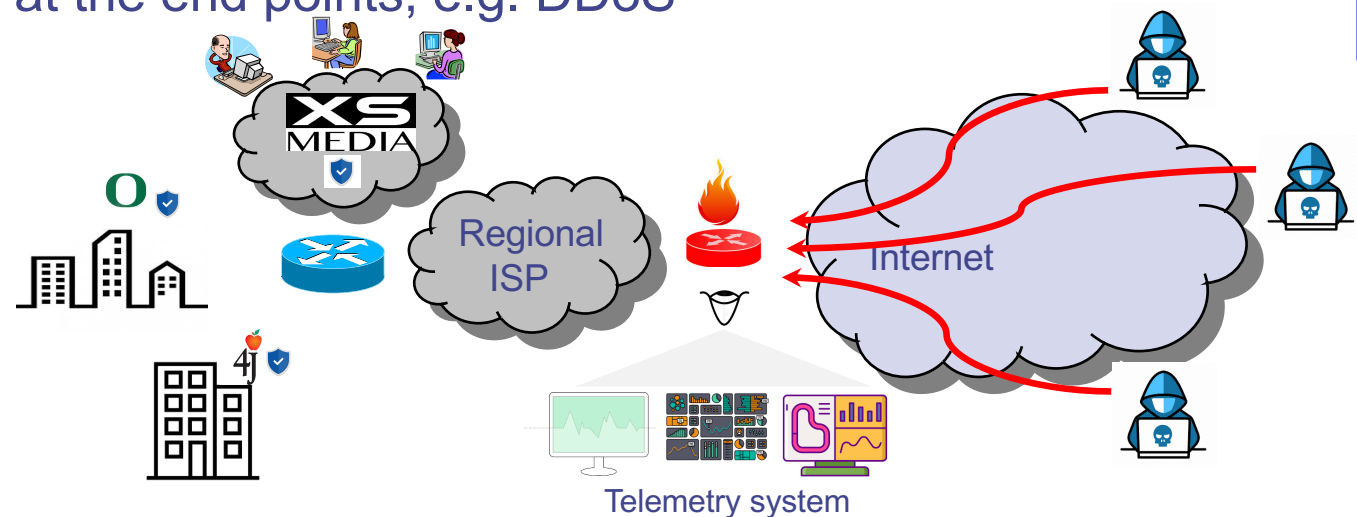 at the end points, e.g. DDoS
XS
MEDIA
O
Regional
ISP
Internet
4J
Telemetry system